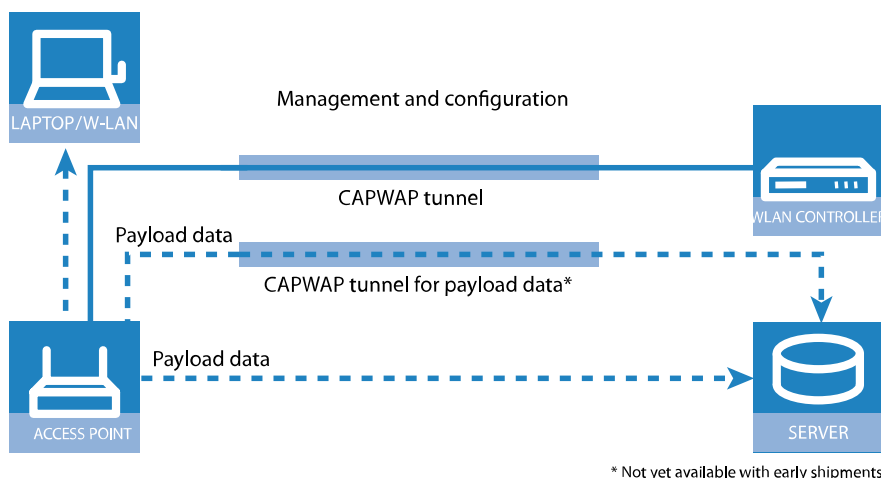 LAPTOP/W-LAN
Management and configuration
CAPWAP tunnel
WLAN CONTROLLER
Payload data
CAPWAP tunnel for payload data*
Payload data
ACCESS POINT
SERVER
* Not yet available with early shipments